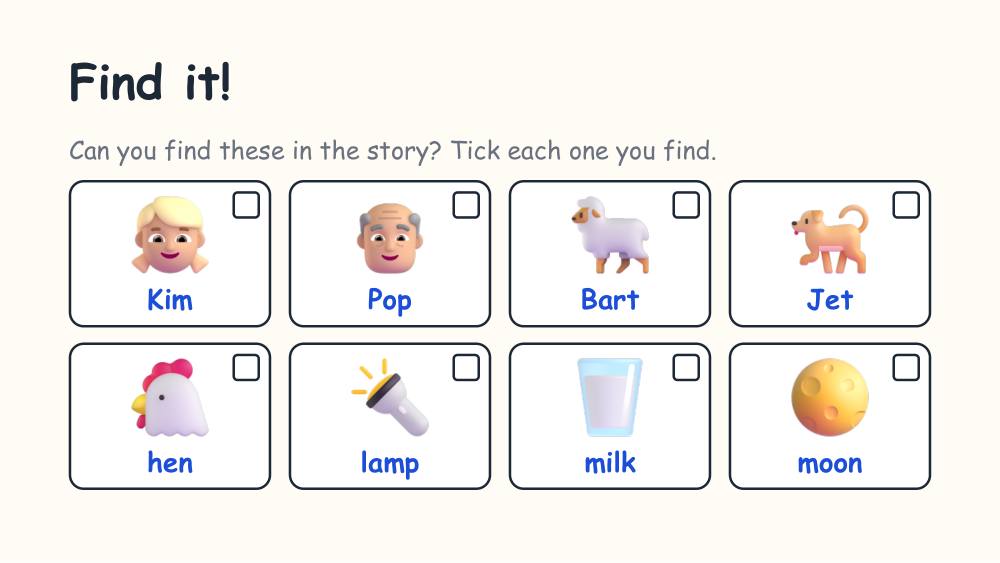 Find it!
Can you find these in the story? Tick each one you find.
Kim
Pop
Bart
Jet
hen
lamp
milk
moon